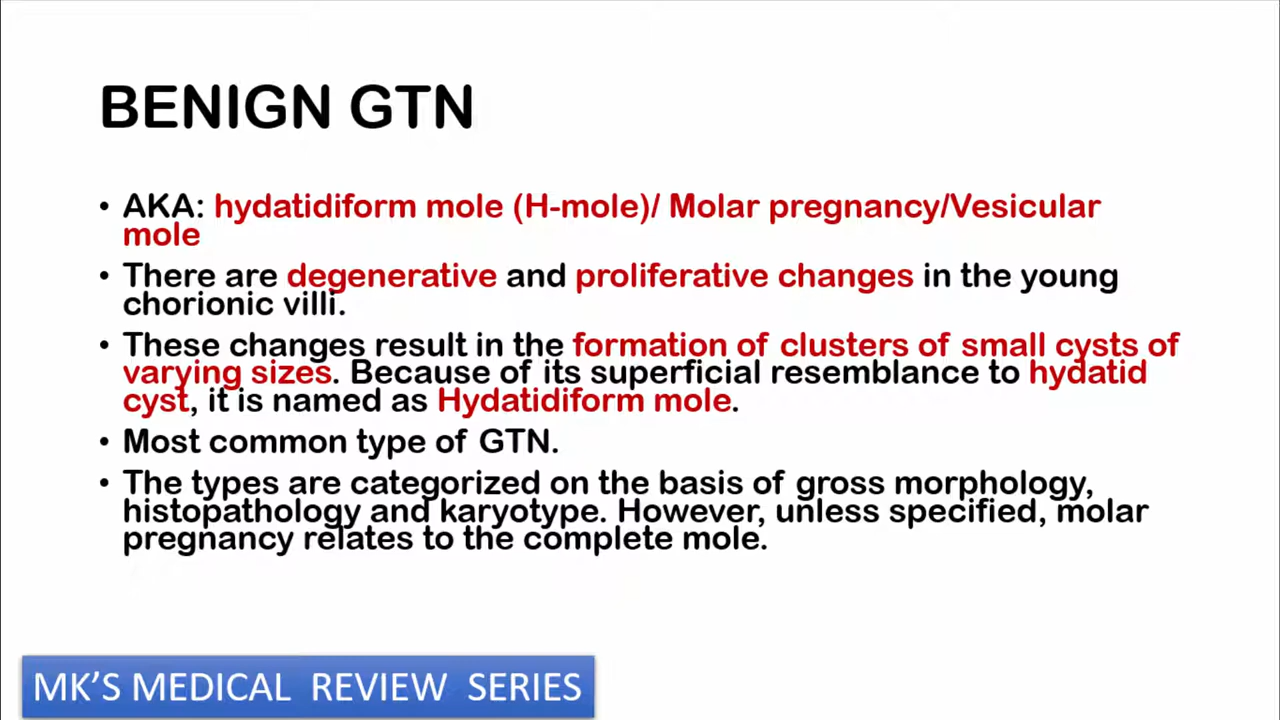 BENIGN GTN
• AKA: hydatidiform mole (H-mole)/ Molar pregnancy/Vesicular
mole
• There are degenerative and proliferative changes in the young
chorionic villi.
• These changes result in the formation of clusters of small cysts of
varying sizes. Because of its superficial resemblance to hydatid
cyst, it is named as Hydatidiform mole.
• Most common type of GTN.
• The types are categorized on the basis of gross morphology,
histopathology and karyotype. However, unless specified, molar
pregnancy relates to the complete mole.
MK'S MEDICAL REVIEW SERIES